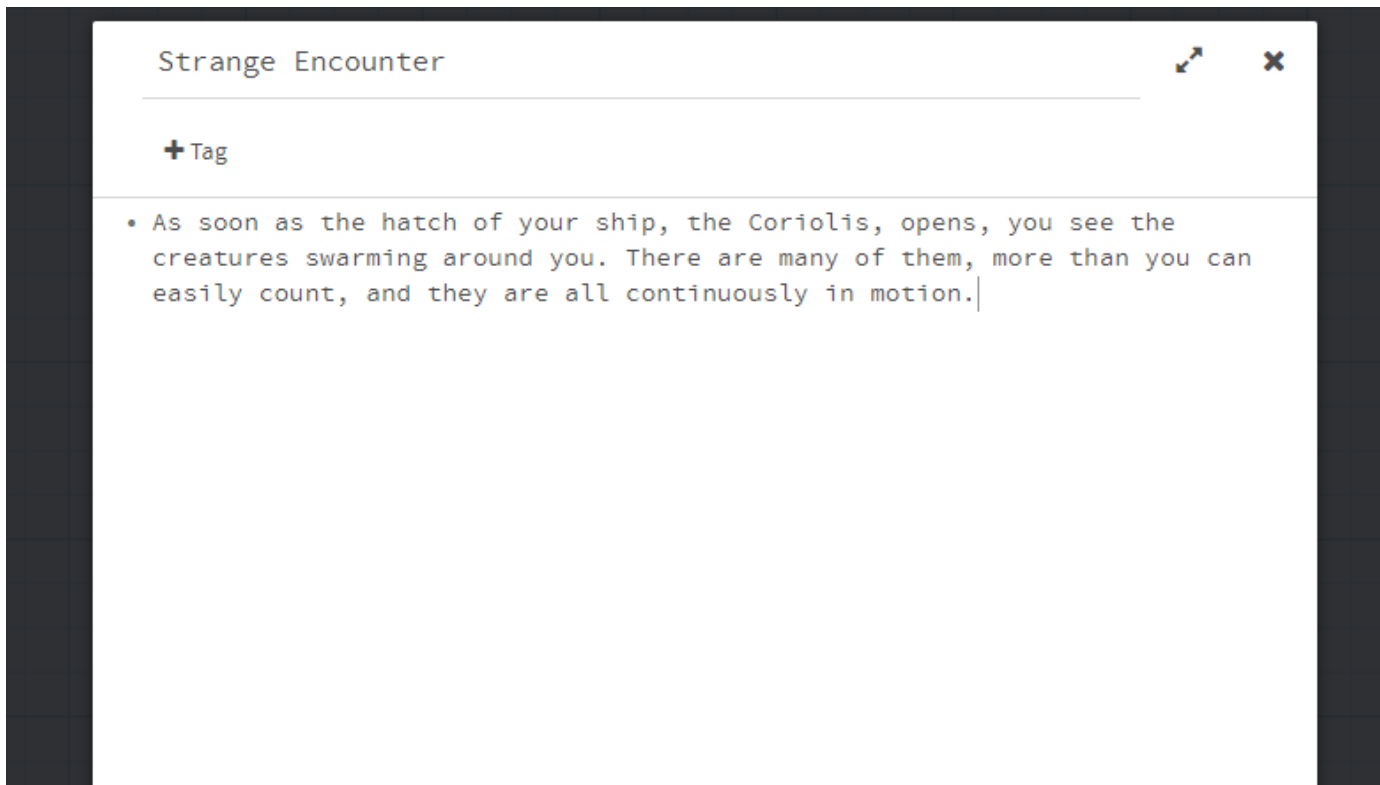 Strange Encounter
Tag
As soon as the hatch of your ship, the Coriolis, opens, you see the
creatures swarming around you. There are many of them, more than you can
easily count, and they are all continuously in motion.